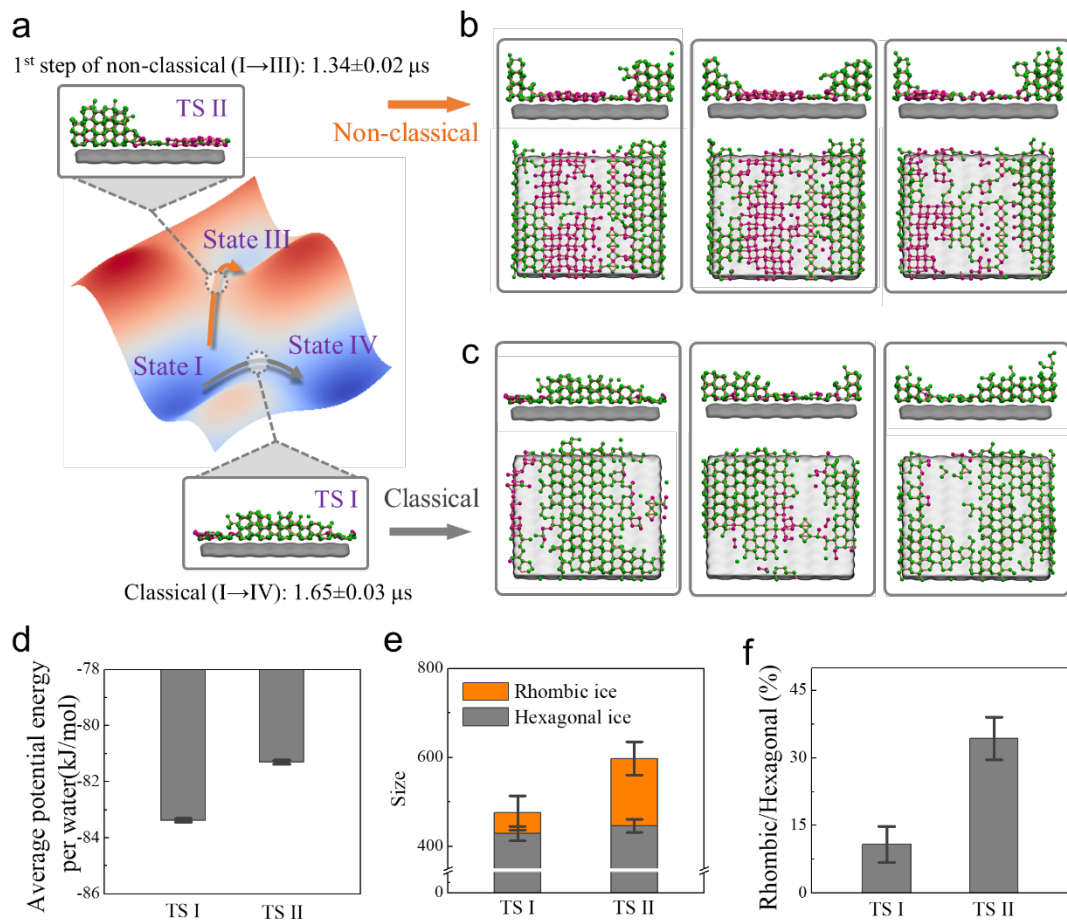 a
1st step of non-classical (I→III): 1.34±0.02 μs
TS II
Non-classical
State III
State I
State IV
TS I
Classical
Classical (I→IV): 1.65±0.03 μs
b
c
d
Average potential energy
per water(kJ/mol)
-78
-80
-82
-84
-86
TS I
TS II
e
Size
800
600
400
0
Rhombic ice
Hexagonal ice
TS I
TS II
f
Rhombic/Hexagonal (%)
45
30
15
0
TS I
TS II